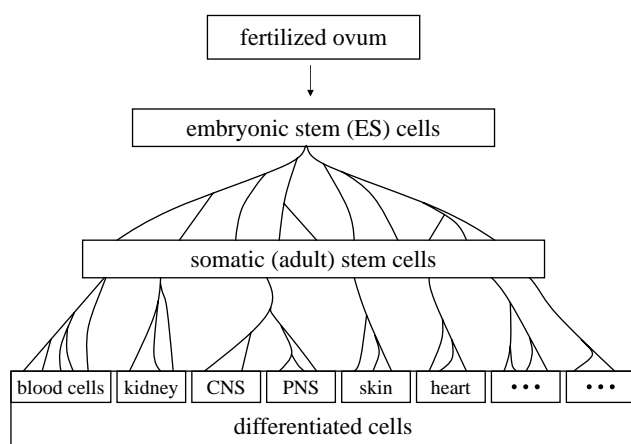 fertilized ovum
embryonic stem (ES) cells
somatic (adult) stem cells
blood cells kidney CNS PNS skin heart ••• •••
differentiated cells